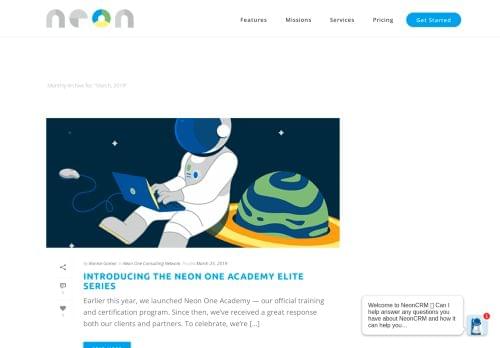 neon
Features Missions Services Pricing Get Started
Monthly Archive for: "March, 2019"
In Neon One Consulting Network Posted March 25, 2019
INTRODUCING THE NEON ONE ACADEMY ELITE
SERIES
Earlier this year, we launched Neon One Academy — our official training
and certification program. Since then, we've received a great response
both our clients and partners. To celebrate, we're [...]
Welcome to NeonCRM 👋 Can I
help answer any questions you
have about NeonCRM and how it
can help you...
1